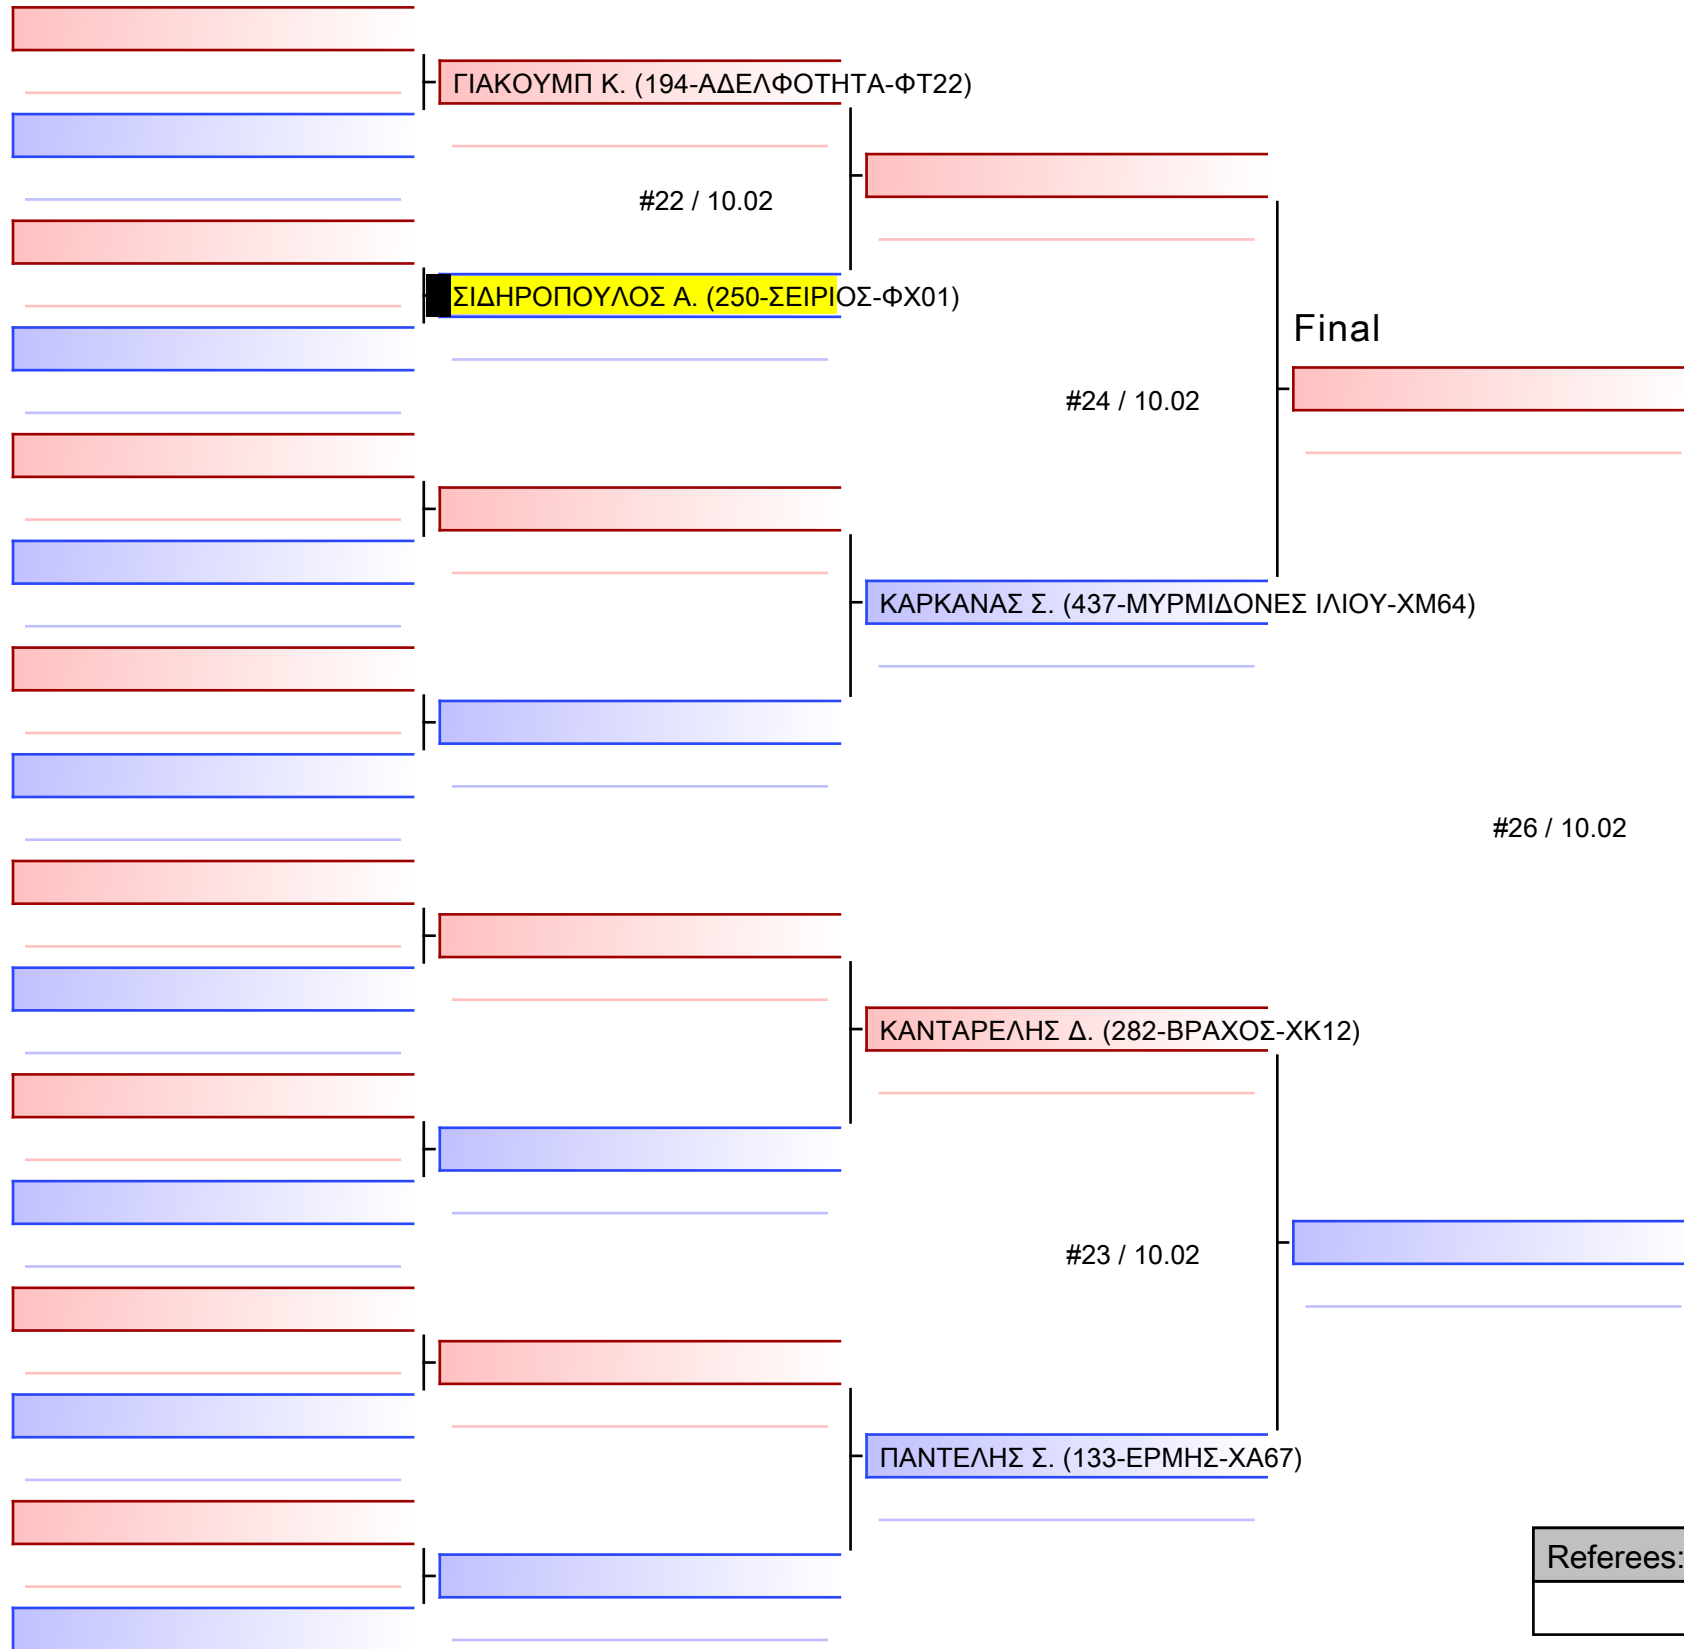 ΓΙΑΚΟΥΜΠ Κ. (194-ΑΔΕΛΦΟΤΗΤΑ-ΦΤ22)
#22 / 10.02
ΣΙΔΗΡΟΠΟΥΛΟΣ Α. (250-ΣΕΙΡΙΟΣ-ΦΧ01)
Final
#24 / 10.02
ΚΑΡΚΑΝΑΣ Σ. (437-ΜΥΡΜΙΔΟΝΕΣ ΙΛΙΟΥ-ΧΜ64)
#26 / 10.02
ΚΑΝΤΑΡΕΛΗΣ Δ. (282-ΒΡΑΧΟΣ-ΧΚ12)
#23 / 10.02
ΠΑΝΤΕΛΗΣ Σ. (133-ΕΡΜΗΣ-ΧΑ67)
Referees: